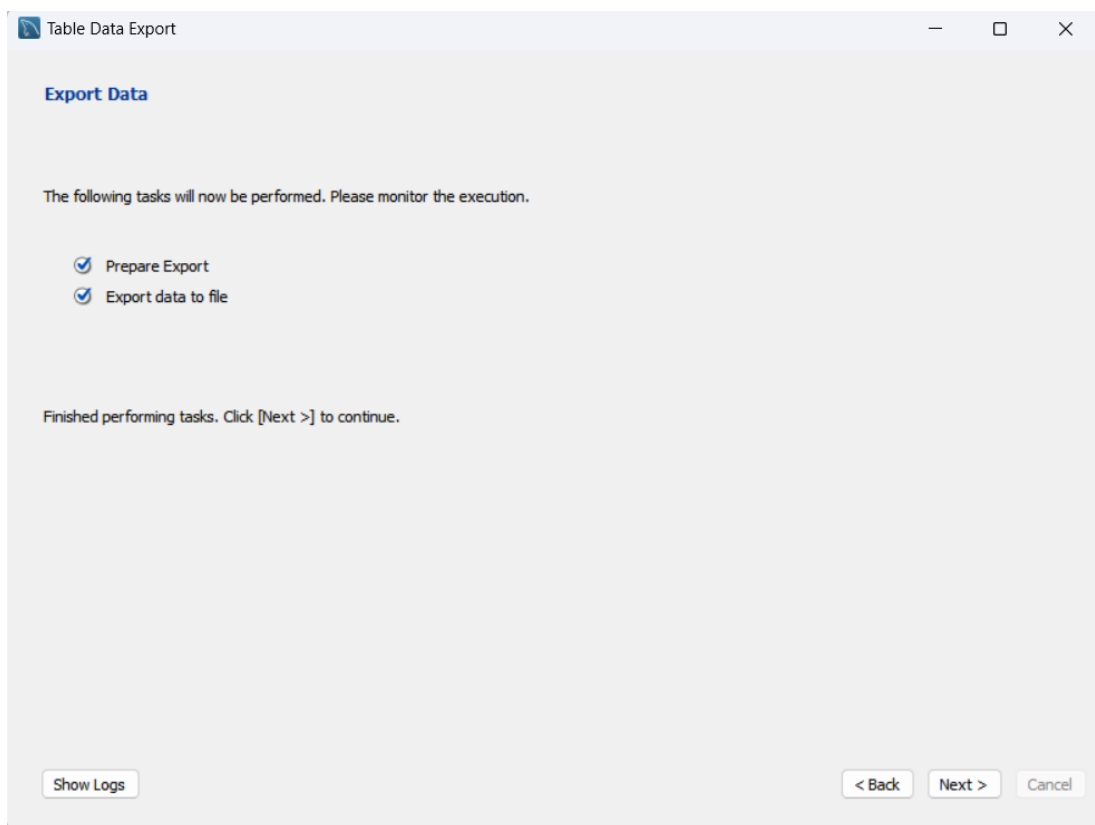 Table Data Export
Export Data
The following tasks will now be performed. Please monitor the execution.
Prepare Export
Export data to file
Finished performing tasks. Click [Next >] to continue.
Show Logs
< Back
Next >
Cancel